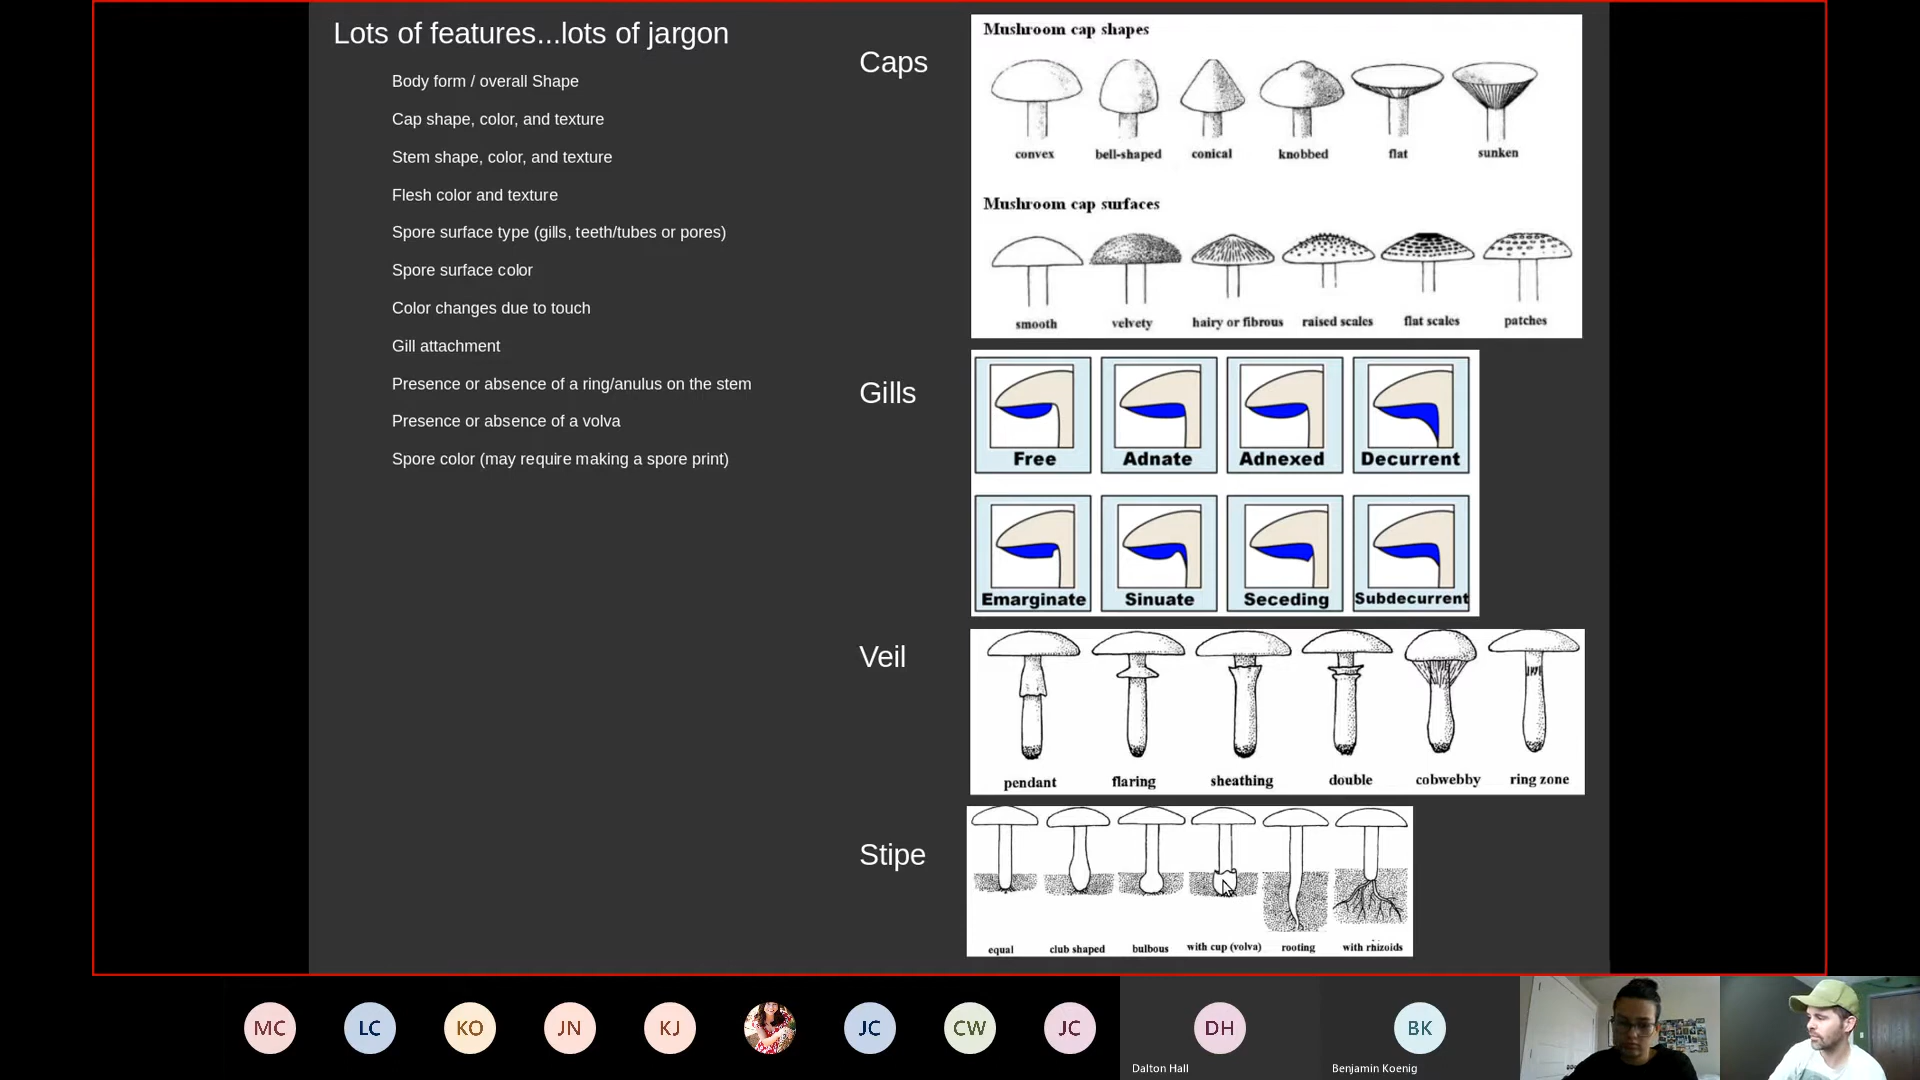 Lots of features...lots of jargon
Body form / overall Shape
Cap shape, color, and texture
Stem shape, color, and texture
Flesh color and texture
Spore surface type (gills, teeth/tubes or pores)
Spore surface color
Color changes due to touch
Gill attachment
Presence or absence of a ring/anulus on the stem
Presence or absence of a volva
Spore color (may require making a spore print)
Caps
Mushroom cap shapes
convex bell-shaped conical knobbed flat sunken
Mushroom cap surfaces
smooth velvety hairy or fibrous raised scales flat scales patches
Gills
Free Adnate Adnexed Decurrent
Emarginate Sinuate Seceding Subdecurrent
Veil
pendant flaring sheathing double cobwebby ring zone
Stipe
equal club shaped bulbous with cup (volva) rooting with rhizoids
MC LC KO JN KJ JC CW JC DH BK
Dalton Hall Benjamin Koenig